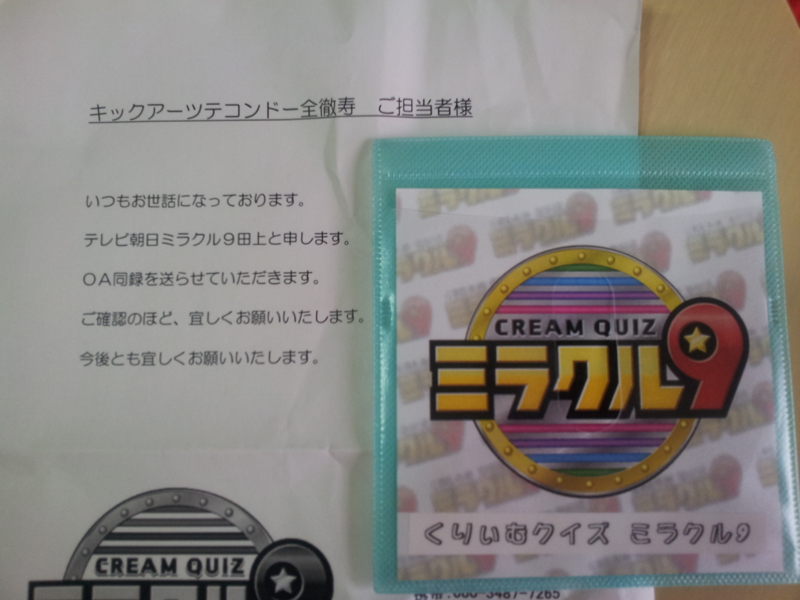 キックアーツテコンドー全徹寿　ご担当者様
いつもお世話になっております。
テレビ朝日ミラクル９田上と申します。
ＯＡ同録を送らせていただきます。
ご確認のほど、宜しくお願いいたします。
今後とも宜しくお願いいたします。
CREAM QUIZ
CREAM QUIZ
ミラクル9
くりぃむクイズ ミラクル9